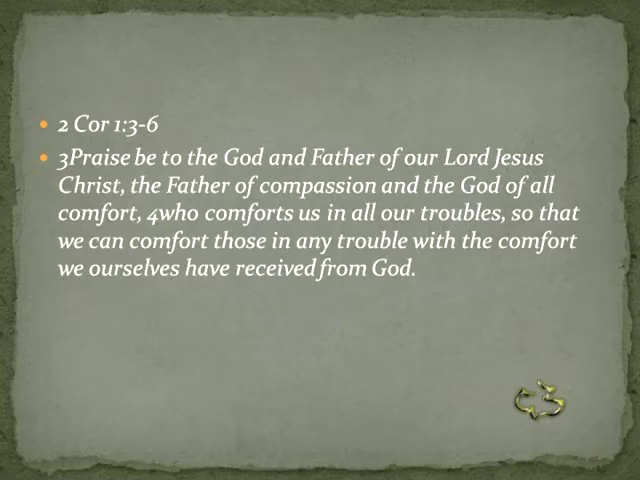 2 Cor 1:3-6
3Praise be to the God and Father of our Lord Jesus
Christ, the Father of compassion and the God of all
comfort, 4who comforts us in all our troubles, so that
we can comfort those in any trouble with the comfort
we ourselves have received from God.